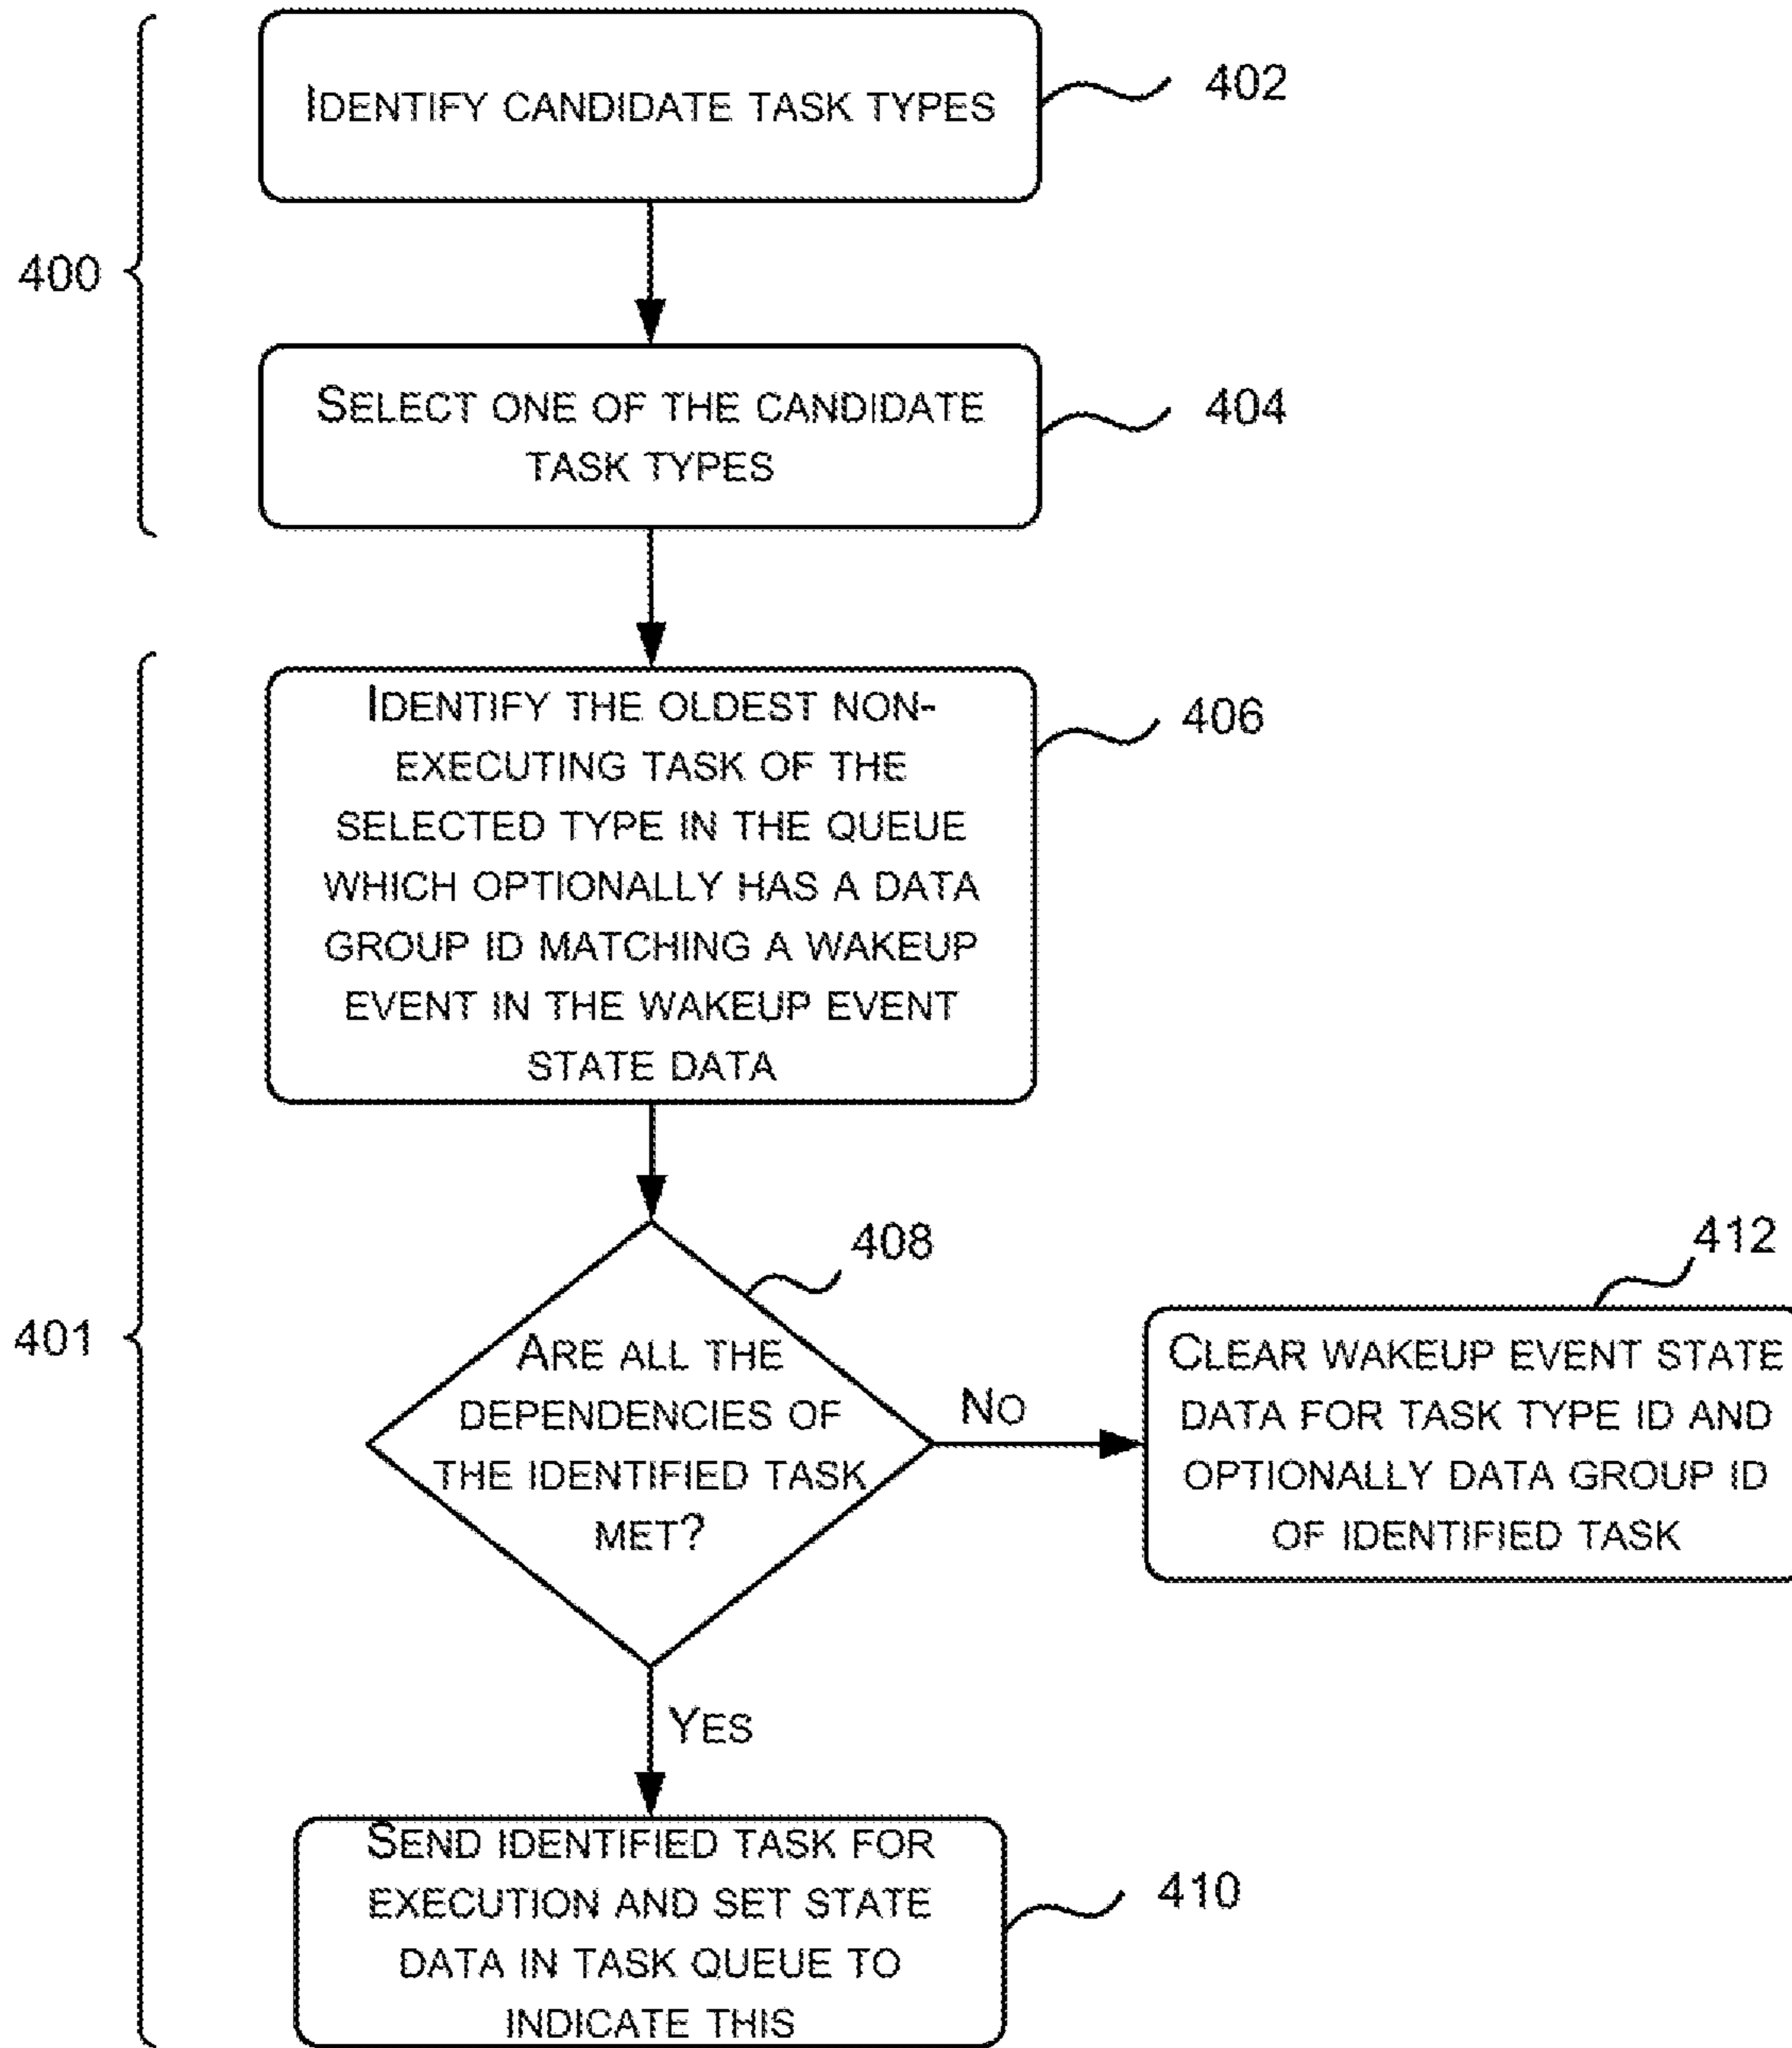 IDENTIFY CANDIDATE TASK TYPES
402
400
SELECT ONE OF THE CANDIDATE
TASK TYPES
404
IDENTIFY THE OLDEST NON-
EXECUTING TASK OF THE
SELECTED TYPE IN THE QUEUE
WHICH OPTIONALLY HAS A DATA
GROUP ID MATCHING A WAKEUP
EVENT IN THE WAKEUP EVENT
STATE DATA
406
401
408
ARE ALL THE
DEPENDENCIES OF
THE IDENTIFIED TASK
MET?
NO
412
CLEAR WAKEUP EVENT STATE
DATA FOR TASK TYPE ID AND
OPTIONALLY DATA GROUP ID
OF IDENTIFIED TASK
YES
SEND IDENTIFIED TASK FOR
EXECUTION AND SET STATE
DATA IN TASK QUEUE TO
INDICATE THIS
410